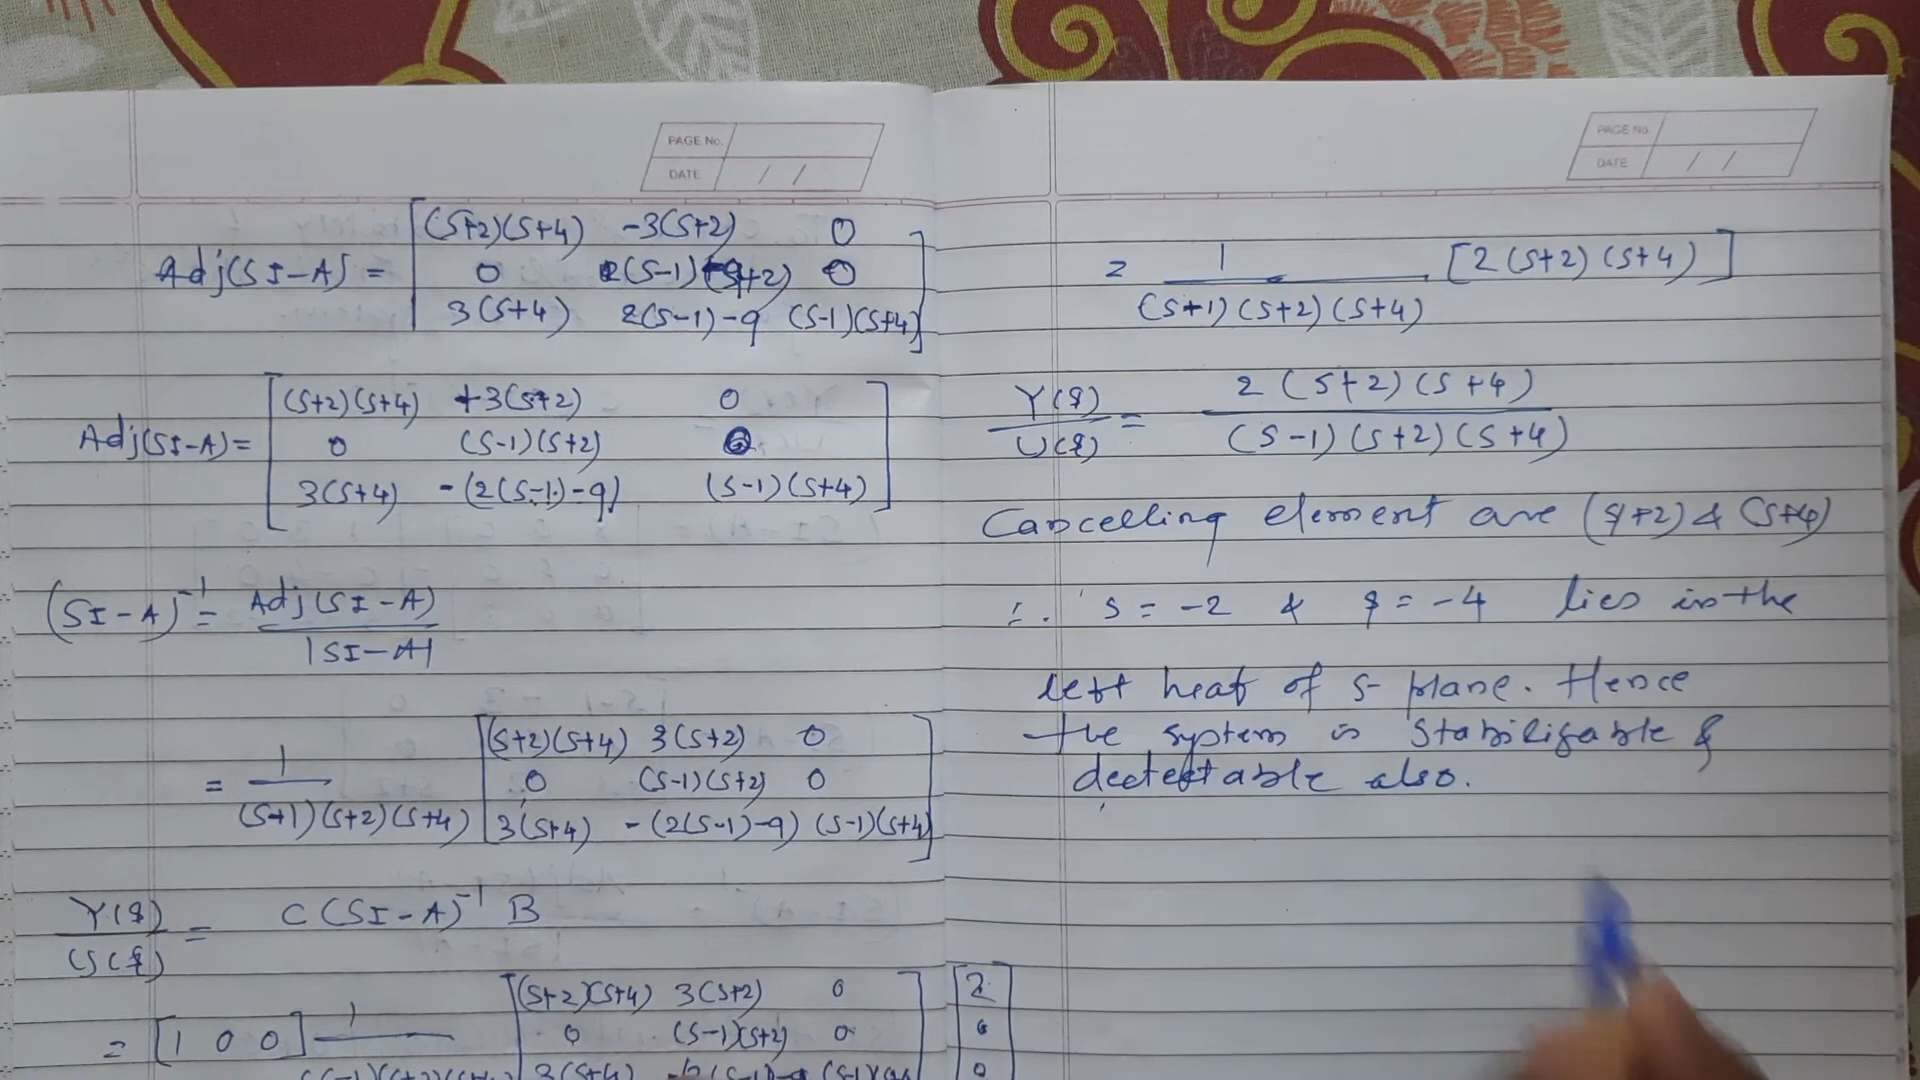 PAGE No.
DATE / /
Adj(SI-A) = [(S+2)(S+4) -3(S+2) 0
0 (S-1)(S+2) 0
3(S+4) 2(S-1)-9 (S-1)(S+4)]
Adj(SI-A) = [(S+2)(S+4) +3(S+2) 0
0 (S-1)(S+2) 0
3(S+4) -(2(S-1)-9) (S-1)(S+4)]
(SI-A)^-1 = Adj(SI-A)
|SI-A|
= 1 [(S+2)(S+4) 3(S+2) 0
0 (S-1)(S+2) 0
(S+1)(S+2)(S+4) 3(S+4) -(2(S-1)-9) (S-1)(S+4)]
Y(s) = C(SI-A)^-1 B
U(s)
= [1 0 0] 1 [(S+2)(S+4) 3(S+2) 0] [2
0 (S-1)(S+2) 0 0
3(S+4) 0
PAGE NO.
DATE / /
= 1 [2(S+2)(S+4)]
(S+1)(S+2)(S+4)
Y(s) = 2(S+2)(S+4)
U(s) (S-1)(S+2)(S+4)
Cancelling element are (s+2) & (S+4)
∴ s = -2 & s = -4 lies in the
left heaf of s-plane. Hence
the system is stabilizable &
deetectable also.